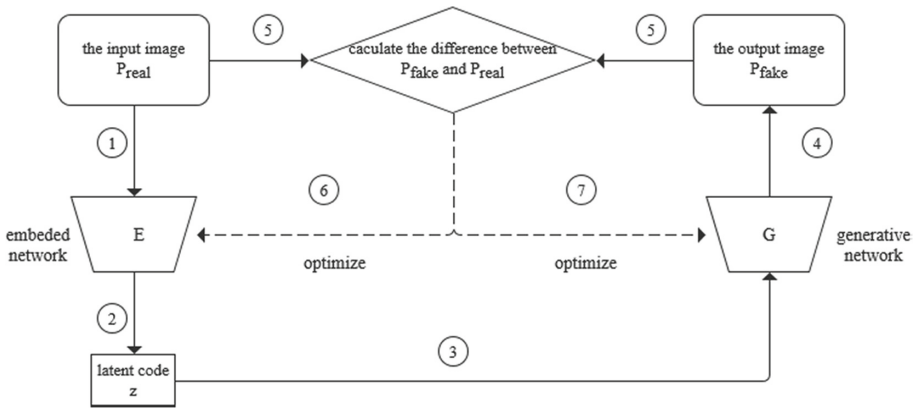 the input image
Preal
5
caculate the difference between
Pfake and Preal
5
the output image
Pfake
1
4
6
7
embeded
network
E
optimize
optimize
G
generative
network
2
3
latent code
z